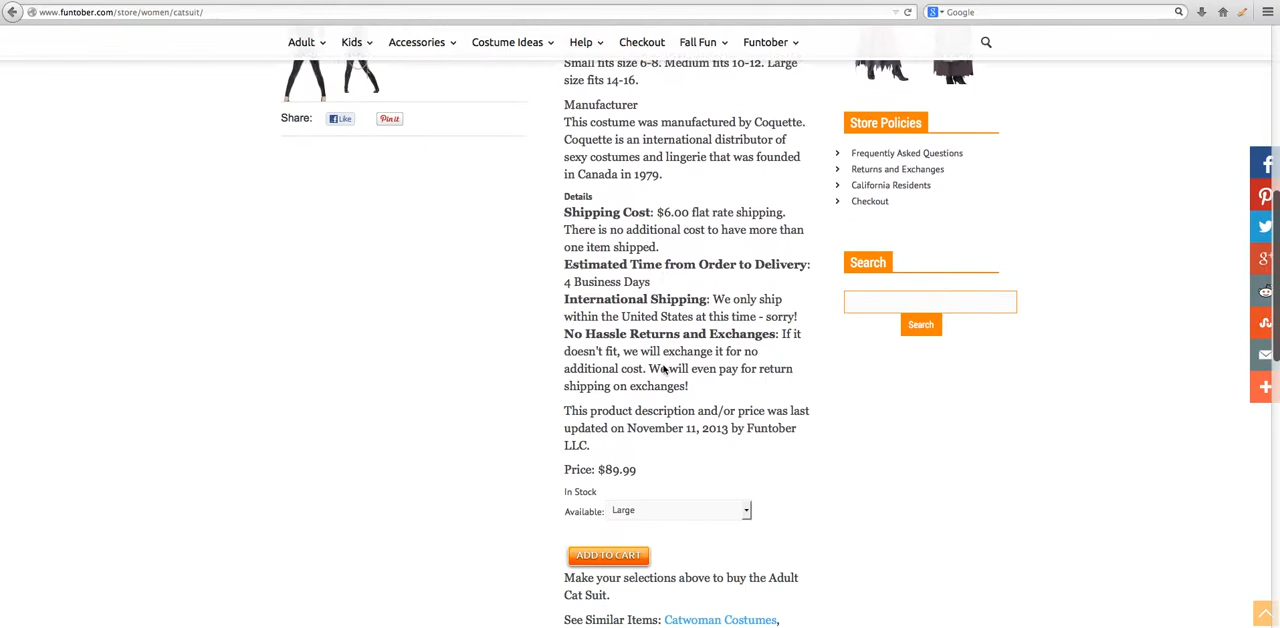 www.funtober.com/store/women/catsuit/
Google
Adult
Kids
Accessories
Costume Ideas
Help
Checkout
Fall Fun
Funtober
Small fits size 6-8. Medium fits 10-12. Large
size fits 14-16.
Share:
Like
Pin it
Manufacturer
This costume was manufactured by Coquette.
Coquette is an international distributor of
sexy costumes and lingerie that was founded
in Canada in 1979.
Details
Shipping Cost: $6.00 flat rate shipping.
There is no additional cost to have more than
one item shipped.
Estimated Time from Order to Delivery:
4 Business Days
International Shipping: We only ship
within the United States at this time - sorry!
No Hassle Returns and Exchanges: If it
doesn't fit, we will exchange it for no
additional cost. We will even pay for return
shipping on exchanges!
This product description and/or price was last
updated on November 11, 2013 by Funtober
LLC.
Price: $89.99
In Stock
Available: Large
ADD TO CART
Make your selections above to buy the Adult
Cat Suit.
See Similar Items: Catwoman Costumes,
Store Policies
Frequently Asked Questions
Returns and Exchanges
California Residents
Checkout
Search
Search